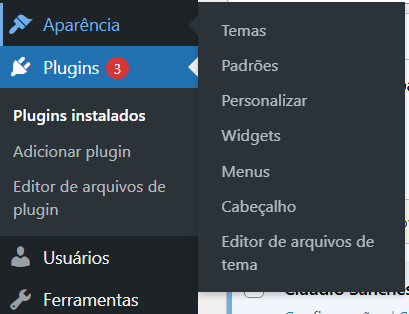 Aparência
Plugins 3
Plugins instalados
Adicionar plugin
Editor de arquivos de
plugin
Usuários
Ferramentas
Temas
Padrões
Personalizar
Widgets
Menus
Cabeçalho
Editor de arquivos de
tema